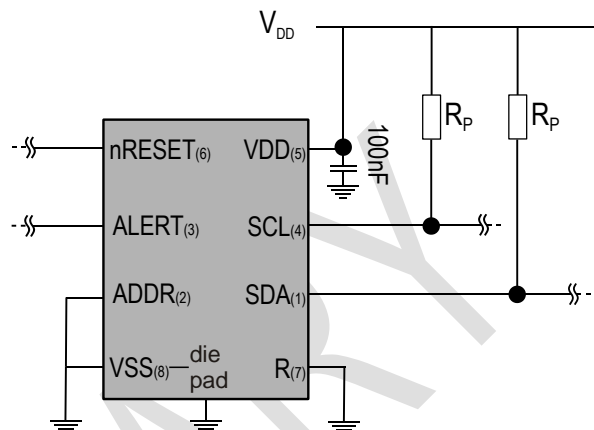 VDD
nRESET(6) VDD(5)
100nF
RP RP
ALERT(3) SCL(4)
ADDR(2) SDA(1)
VSS(8) die pad R(7)